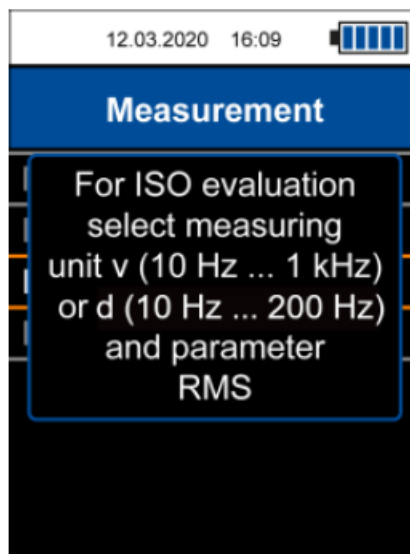 12.03.2020 16:09
Measurement
For ISO evaluation
select measuring
unit v (10 Hz ... 1 kHz)
or d (10 Hz ... 200 Hz)
and parameter
RMS